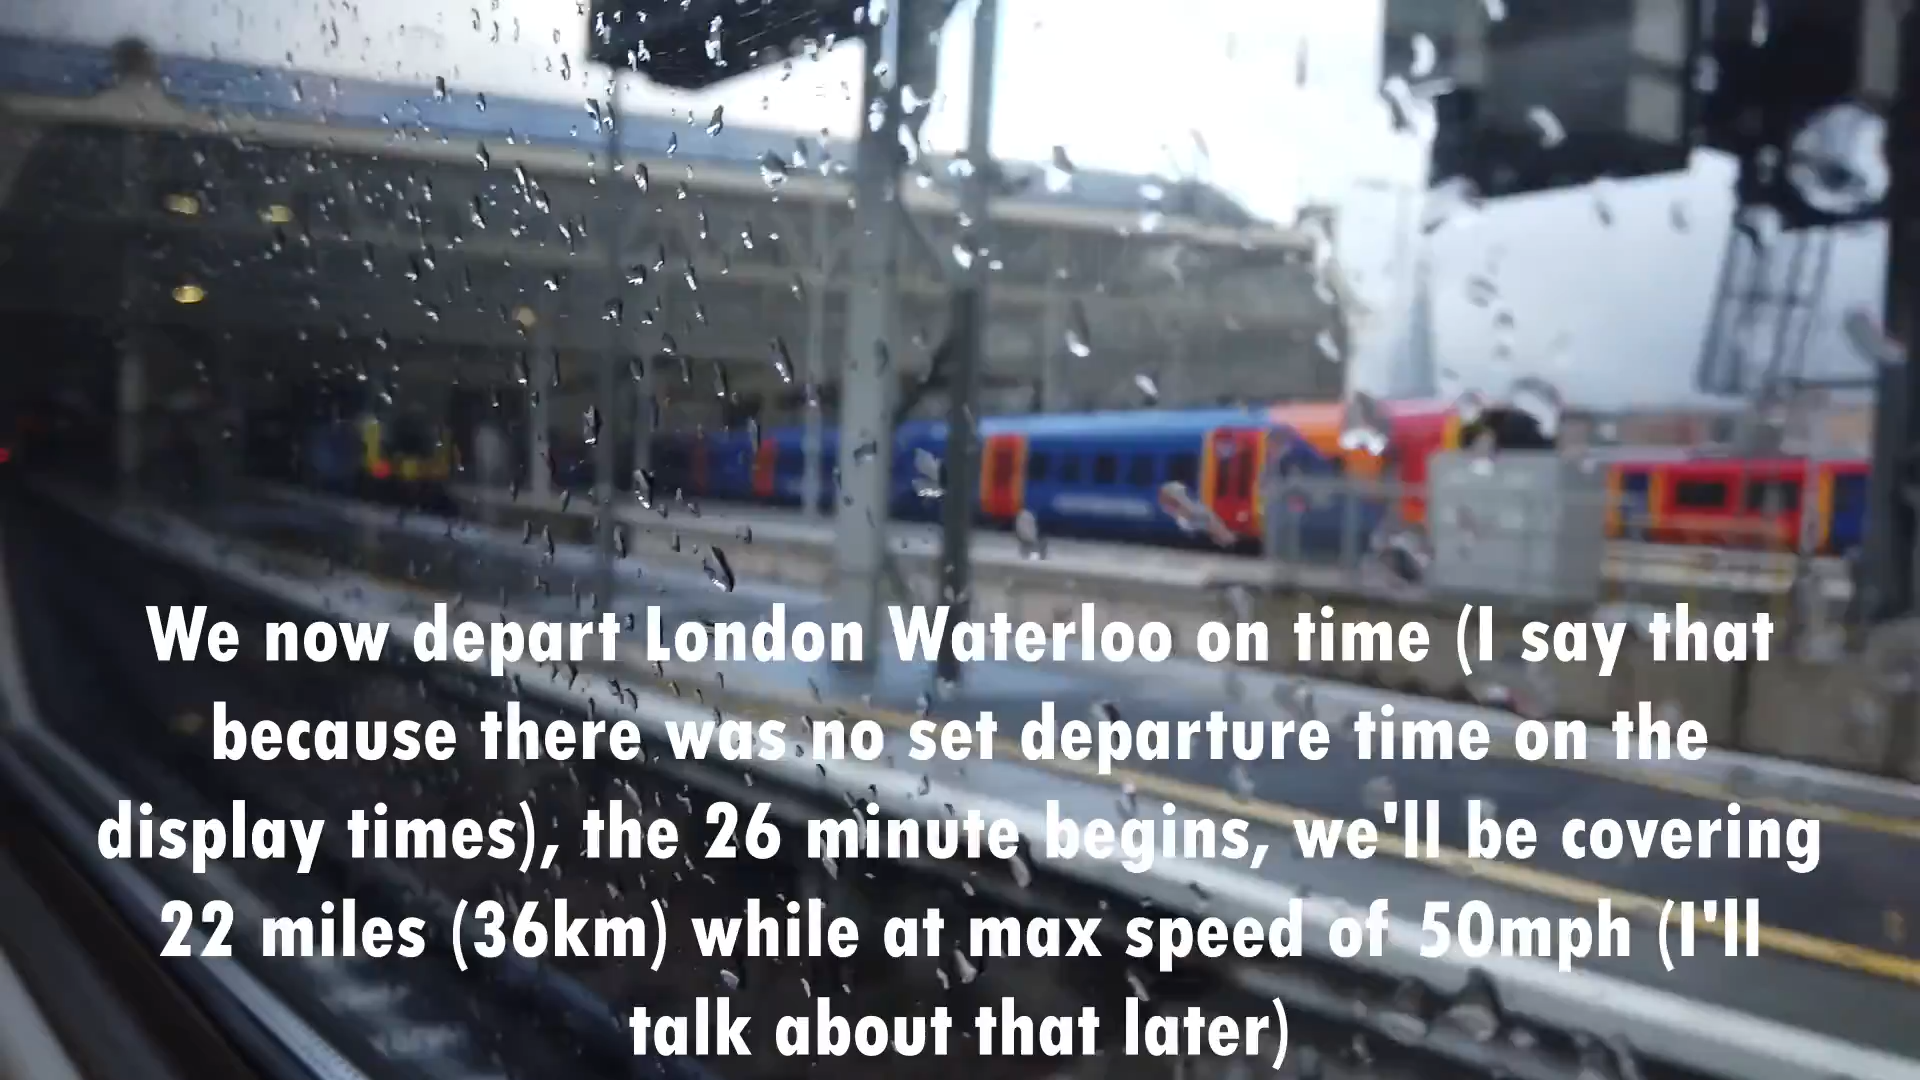 We now depart London Waterloo on time (I say that
because there was no set departure time on the
display times), the 26 minute begins, we'll be covering
22 miles (36km) while at max speed of 50mph (I'll
talk about that later)